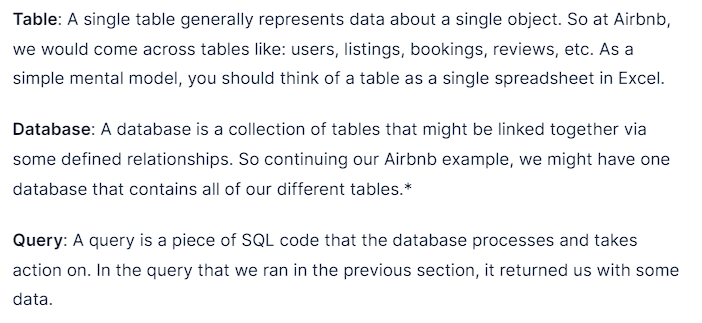 Table: A single table generally represents data about a single object. So at Airbnb,
we would come across tables like: users, listings, bookings, reviews, etc. As a
simple mental model, you should think of a table as a single spreadsheet in Excel.
Database: A database is a collection of tables that might be linked together via
some defined relationships. So continuing our Airbnb example, we might have one
database that contains all of our different tables.*
Query: A query is a piece of SQL code that the database processes and takes
action on. In the query that we ran in the previous section, it returned us with some
data.